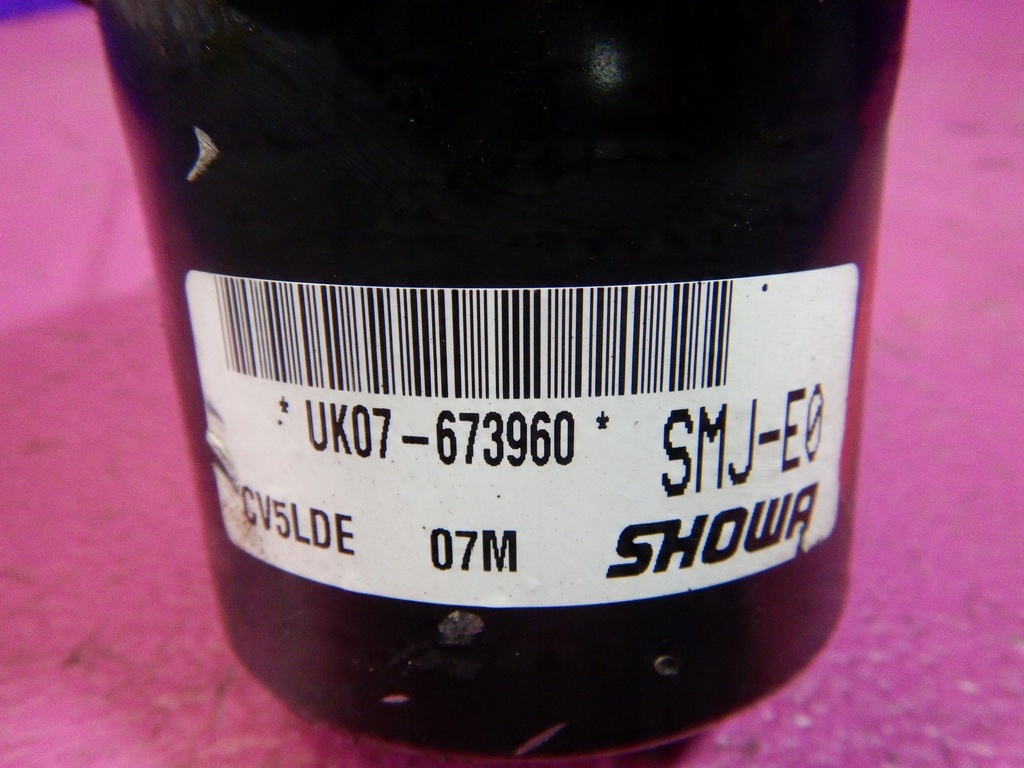 * UK07-673960 *
SMJ-E0
CV5LDE 07M SHOWA